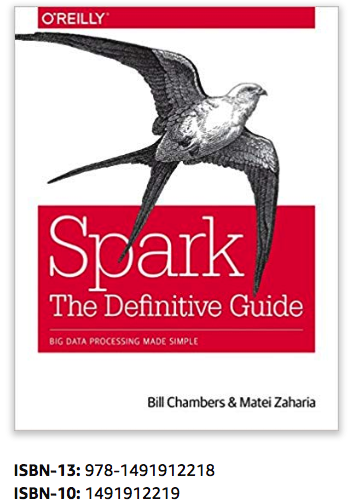 O'REILLY®
Spark
The Definitive Guide
BIG DATA PROCESSING MADE SIMPLE
Bill Chambers & Matei Zaharia
ISBN-13: 978-1491912218
ISBN-10: 1491912219